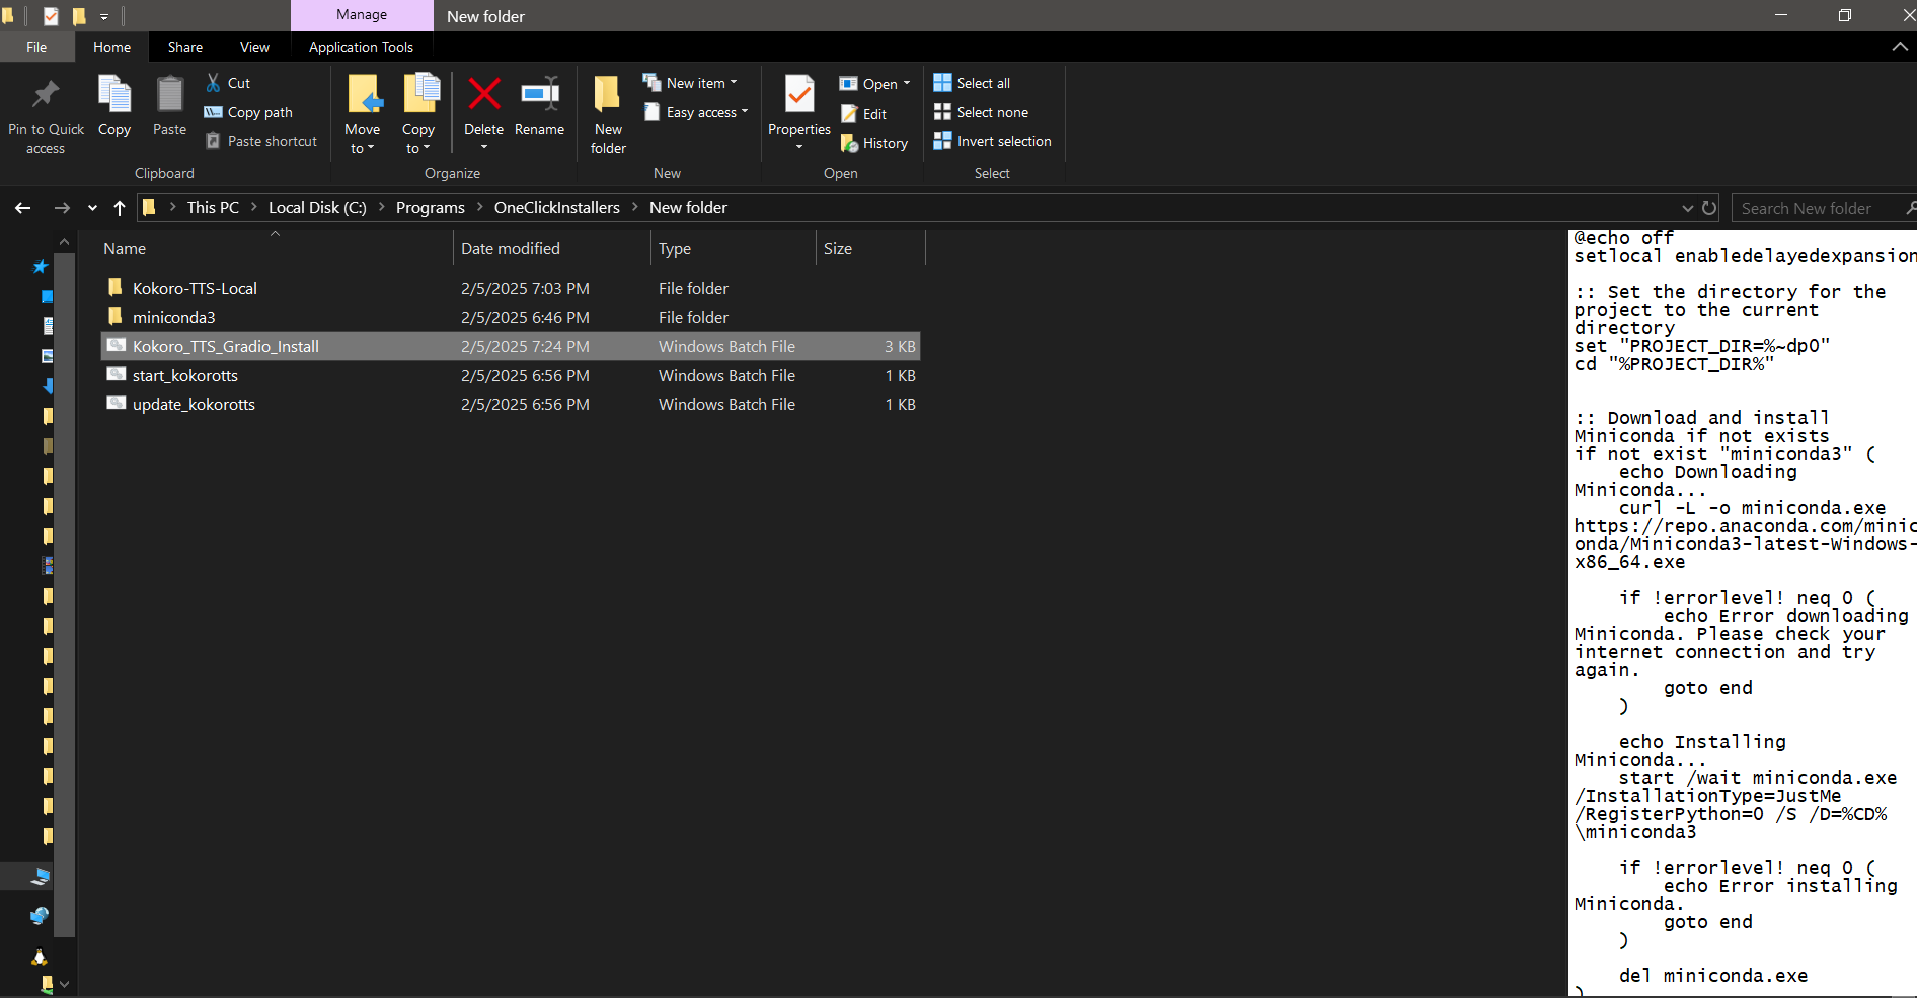 Manage
New folder
File
Home
Share
View
Application Tools
Pin to Quick
access
Copy
Paste
Cut
Copy path
Paste shortcut
Clipboard
Move
to
Copy
to
Delete
Rename
Organize
New
folder
New item
Easy access
New
Properties
Open
Edit
History
Open
Select all
Select none
Invert selection
Select
This PC > Local Disk (C:) > Programs > OneClickInstallers > New folder
Search New folder
Name Date modified Type Size
Kokoro-TTS-Local 2/5/2025 7:03 PM File folder
miniconda3 2/5/2025 6:46 PM File folder
Kokoro_TTS_Gradio_Install 2/5/2025 7:24 PM Windows Batch File 3 KB
start_kokorotts 2/5/2025 6:56 PM Windows Batch File 1 KB
update_kokorotts 2/5/2025 6:56 PM Windows Batch File 1 KB
@echo off
setlocal enabledelayedexpansion
:: Set the directory for the
project to the current
directory
set "PROJECT_DIR=%~dp0"
cd "%PROJECT_DIR%"
:: Download and install
Miniconda if not exists
if not exist "miniconda3" (
echo Downloading
Miniconda...
curl -L -o miniconda.exe
https://repo.anaconda.com/minic
onda/Miniconda3-latest-Windows-
x86_64.exe
if !errorlevel! neq 0 (
echo Error downloading
Miniconda. Please check your
internet connection and try
again.
goto end
)
echo Installing
Miniconda...
start /wait miniconda.exe
/InstallationType=JustMe
/RegisterPython=0 /S /D=%CD%
\miniconda3
if !errorlevel! neq 0 (
echo Error installing
Miniconda.
goto end
)
del miniconda.exe
)